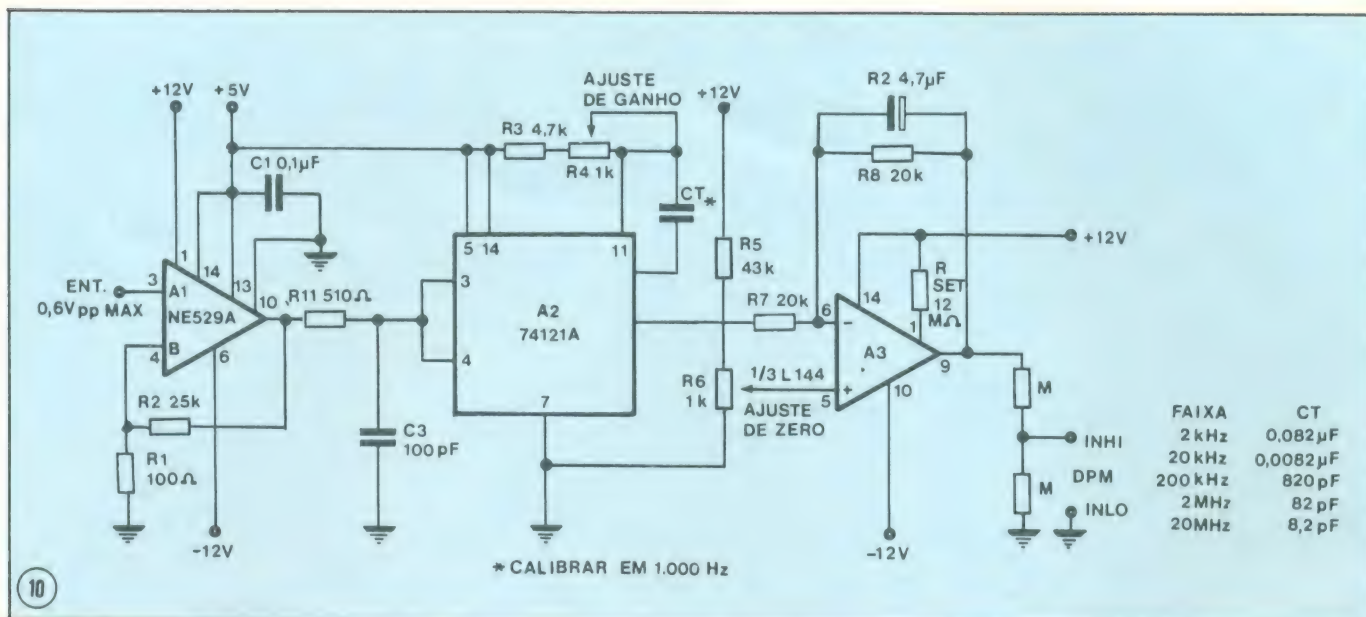 +12V
+5V
C1 0,1µF
1
14
13
3
A1
10
ENT.
0,6Vpp MAX
NE529A
4
B
6
R11 510Ω
R2 25k
R1
100Ω
-12V
C3
100pF
AJUSTE
DE GANHO
R3 4,7k
R4 1k
CT*
5
14
11
3
4
A2
74121A
7
+12V
R5
43k
R6
1k
R7 20k
1/3 L144
AJUSTE
DE ZERO
R2 4,7µF
R8 20k
6
-
14
R
SET
12
MΩ
1
A3
+
5
9
10
+12V
-12V
M
M
INHI
DPM
INLO
FAIXA CT
2kHz 0,082µF
20kHz 0,0082µF
200kHz 820pF
2MHz 82pF
20MHz 8,2pF
* CALIBRAR EM 1.000 Hz
10